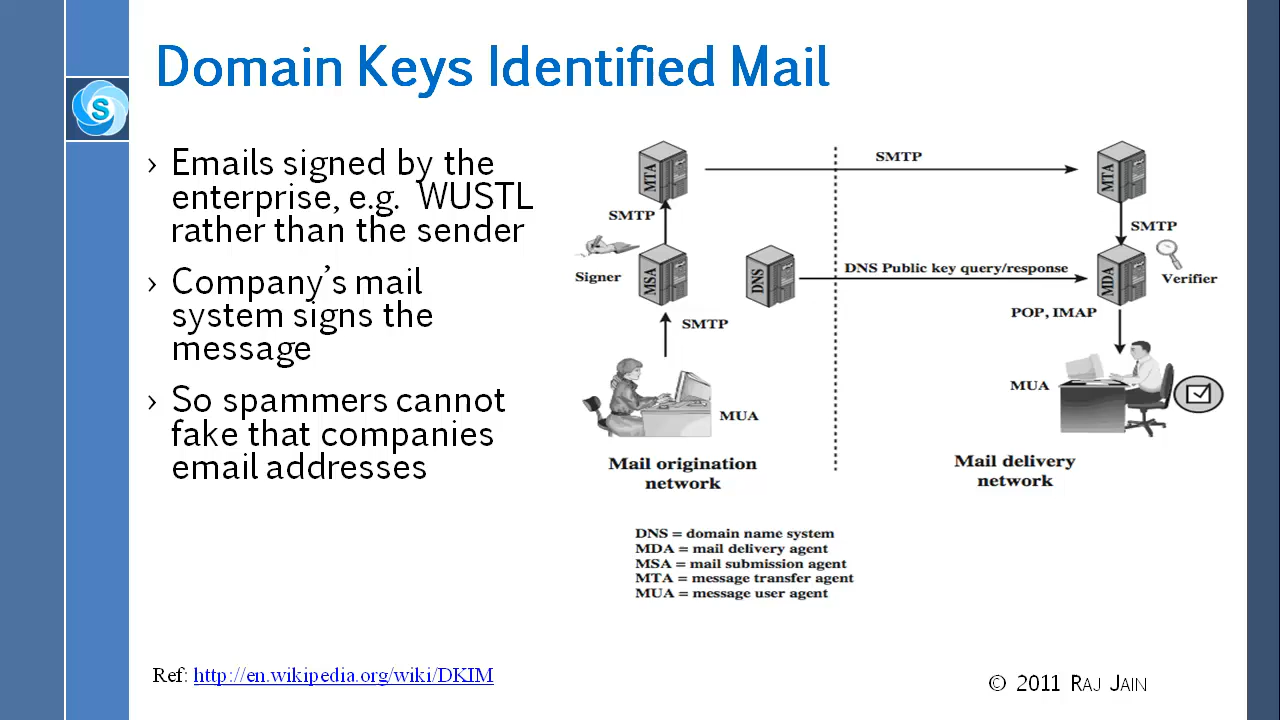 Domain Keys Identified Mail
S
› Emails signed by the
enterprise, e.g. WUSTL
rather than the sender
› Company's mail
system signs the
message
› So spammers cannot
fake that companies
email addresses
SMTP
MTA
MTA
SMTP
SMTP
Signer
MSA
DNS
DNS Public key query/response
MDA
Verifier
SMTP
POP, IMAP
MUA
MUA
Mail origination
network
Mail delivery
network
DNS = domain name system
MDA = mail delivery agent
MSA = mail submission agent
MTA = message transfer agent
MUA = message user agent
Ref: http://en.wikipedia.org/wiki/DKIM
© 2011 Raj Jain